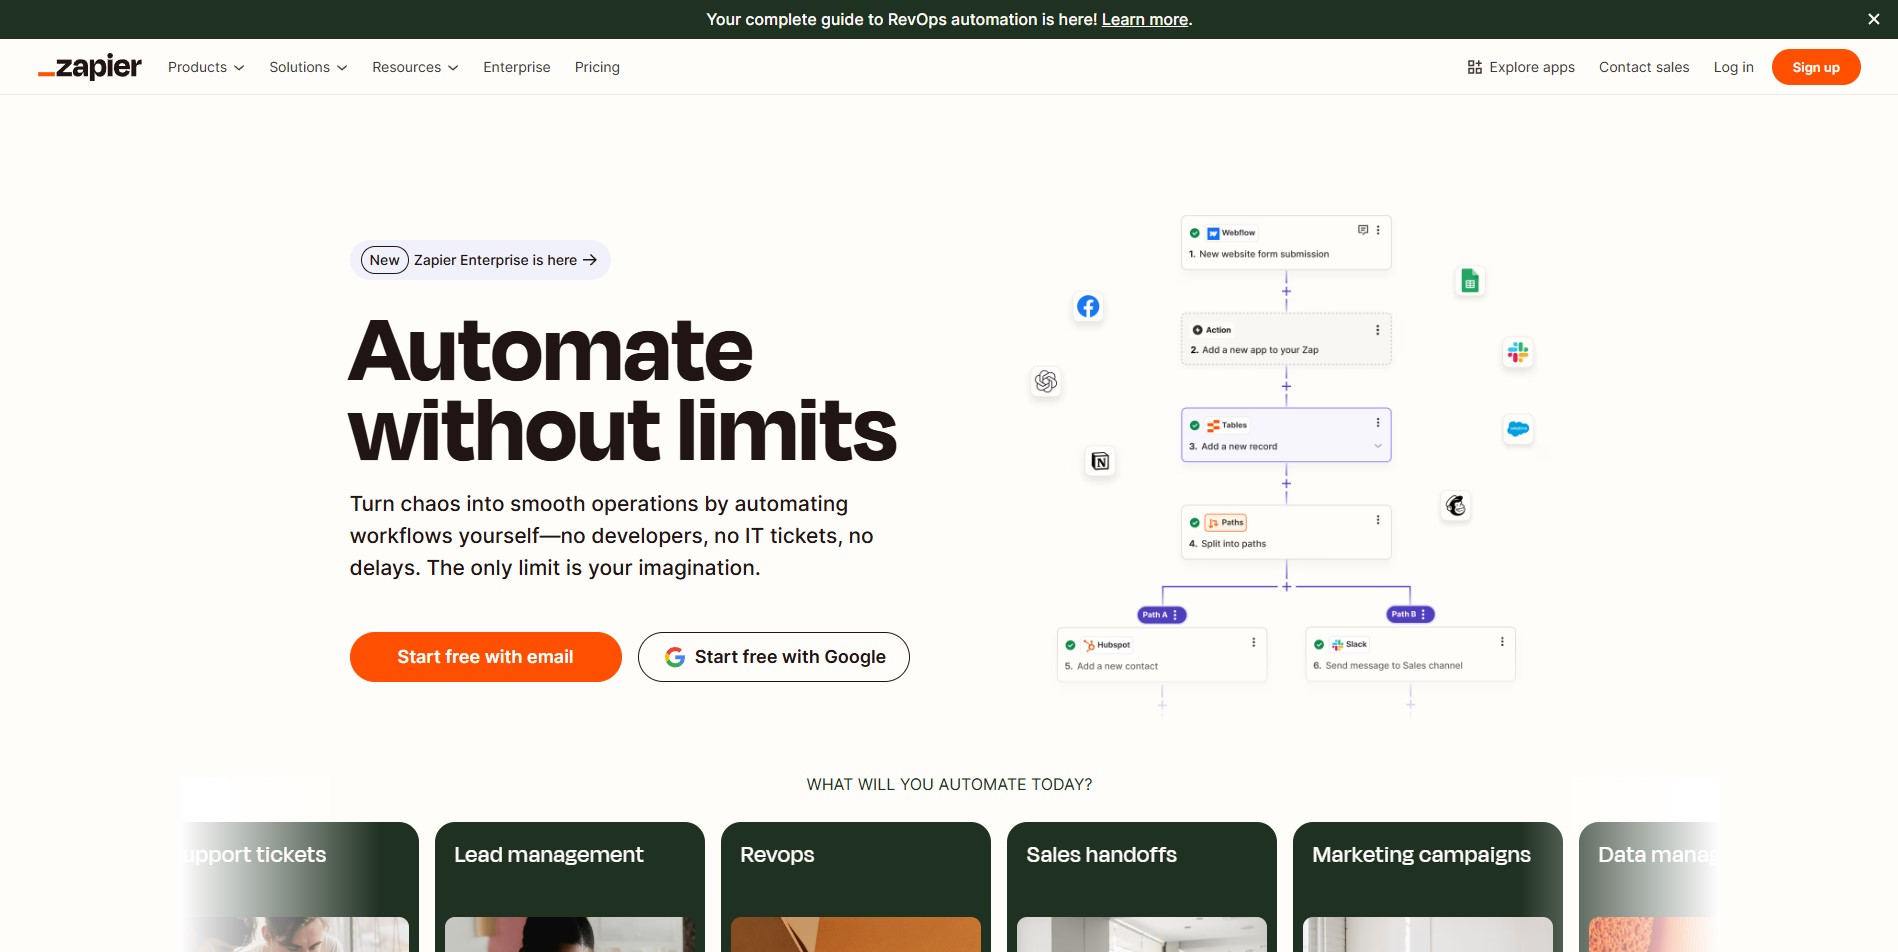 Your complete guide to RevOps automation is here! Learn more.
zapier
Products
Solutions
Resources
Enterprise
Pricing
Explore apps
Contact sales
Log in
Sign up
New
Zapier Enterprise is here
Automate
without limits
Turn chaos into smooth operations by automating
workflows yourself—no developers, no IT tickets, no
delays. The only limit is your imagination.
Start free with email
Start free with Google
Webflow
1. New website form submission
Action
2. Add a new app to your Zap
Tables
3. Add a new record
Paths
4. Split into paths
Path A
Path B
Hubspot
5. Add a new contact
Slack
6. Send message to Sales channel
WHAT WILL YOU AUTOMATE TODAY?
upport tickets
Lead management
Revops
Sales handoffs
Marketing campaigns
Data manag